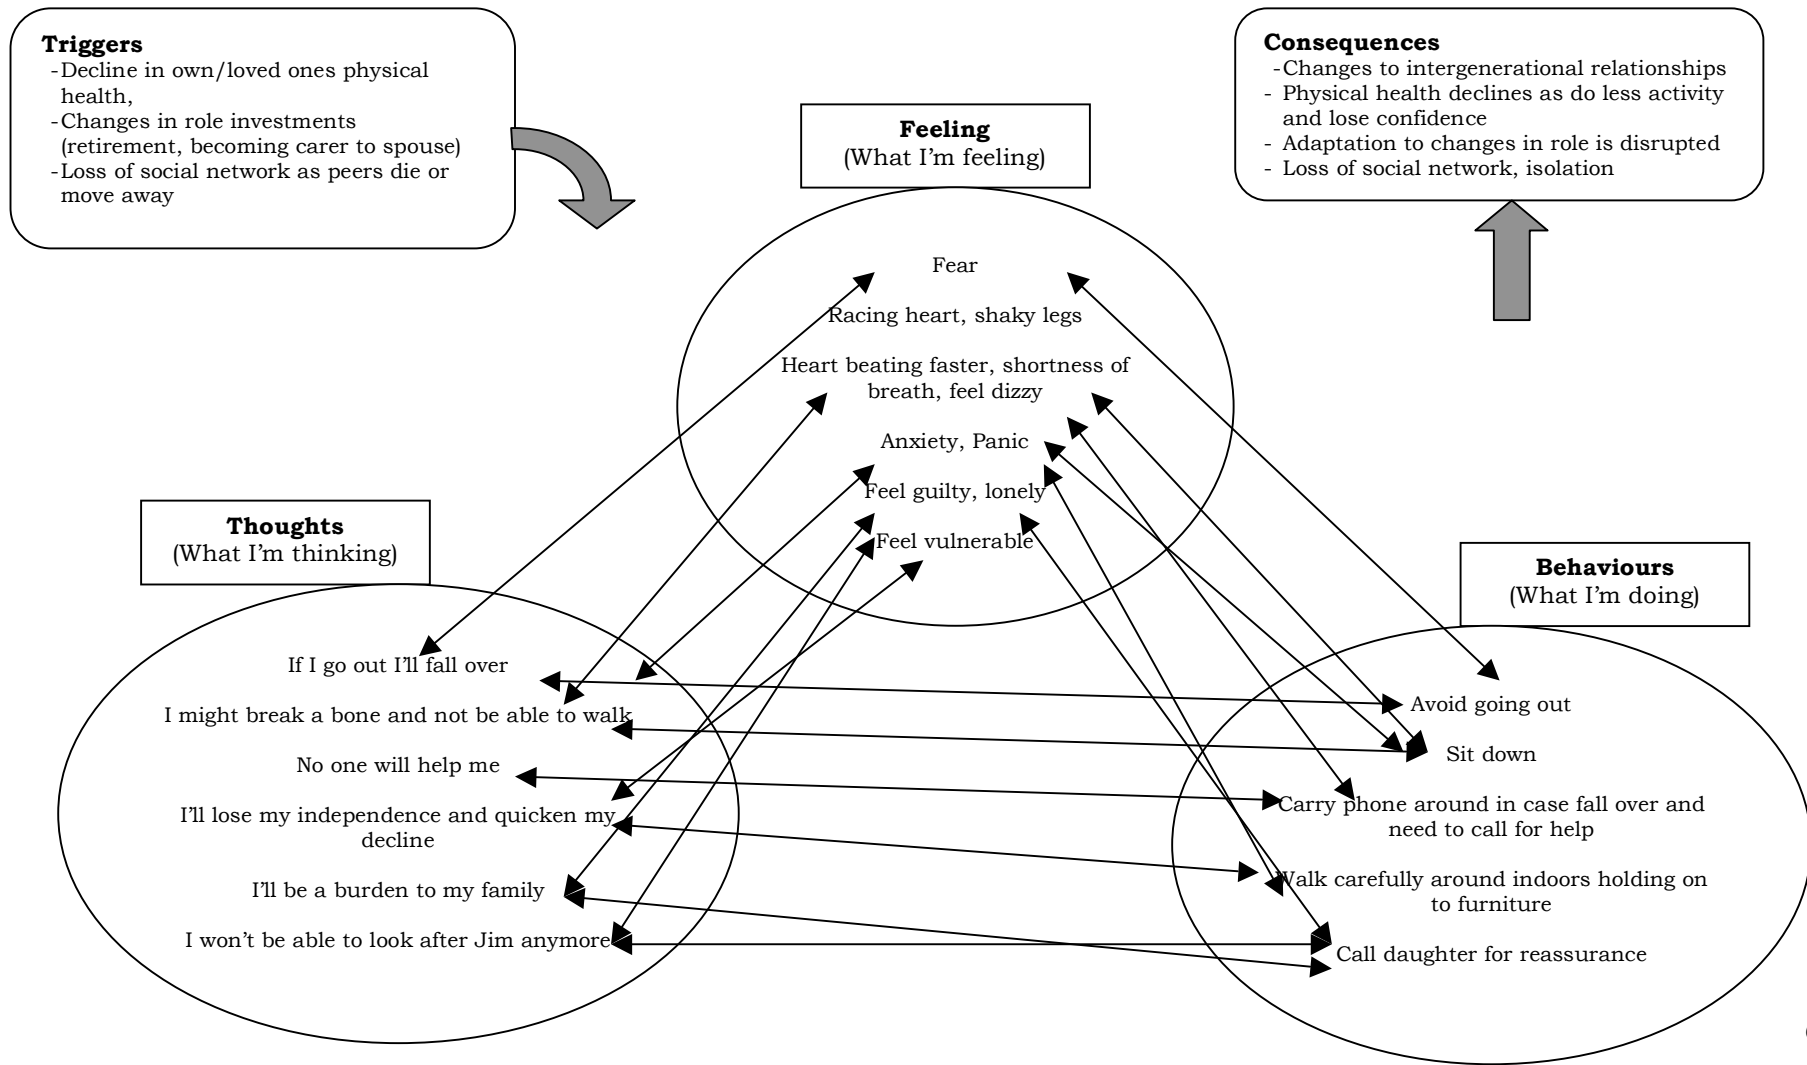 Triggers
-Decline in own/loved ones physical
health,
-Changes in role investments
(retirement, becoming carer to spouse)
-Loss of social network as peers die or
move away
Consequences
-Changes to intergenerational relationships
- Physical health declines as do less activity
and lose confidence
- Adaptation to changes in role is disrupted
- Loss of social network, isolation
Feeling
(What I’m feeling)
Fear
Racing heart, shaky legs
Heart beating faster, shortness of
breath, feel dizzy
Anxiety, Panic
Feel guilty, lonely
Feel vulnerable
Thoughts
(What I’m thinking)
If I go out I’ll fall over
I might break a bone and not be able to walk
No one will help me
I’ll lose my independence and quicken my
decline
I’ll be a burden to my family
I won’t be able to look after Jim anymore
Behaviours
(What I’m doing)
Avoid going out
Sit down
Carry phone around in case fall over and
need to call for help
Walk carefully around indoors holding on
to furniture
Call daughter for reassurance